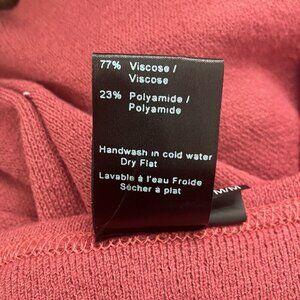 77% Viscose /
Viscose
23% Polyamide /
Polyamide
Handwash in cold water
Dry Flat
Lavable à l'eau Froide
Sécher à plat
M/M